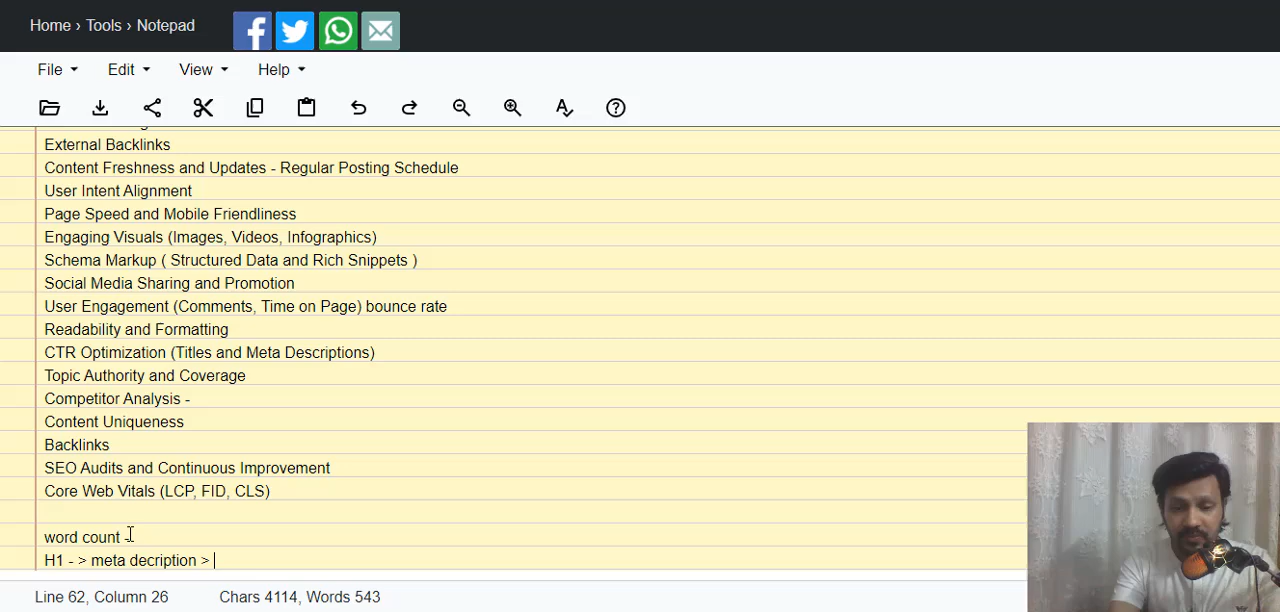 Home › Tools › Notepad
File Edit View Help
External Backlinks
Content Freshness and Updates - Regular Posting Schedule
User Intent Alignment
Page Speed and Mobile Friendliness
Engaging Visuals (Images, Videos, Infographics)
Schema Markup ( Structured Data and Rich Snippets )
Social Media Sharing and Promotion
User Engagement (Comments, Time on Page) bounce rate
Readability and Formatting
CTR Optimization (Titles and Meta Descriptions)
Topic Authority and Coverage
Competitor Analysis -
Content Uniqueness
Backlinks
SEO Audits and Continuous Improvement
Core Web Vitals (LCP, FID, CLS)
word count -
H1 - > meta decription >
Line 62, Column 26 Chars 4114, Words 543